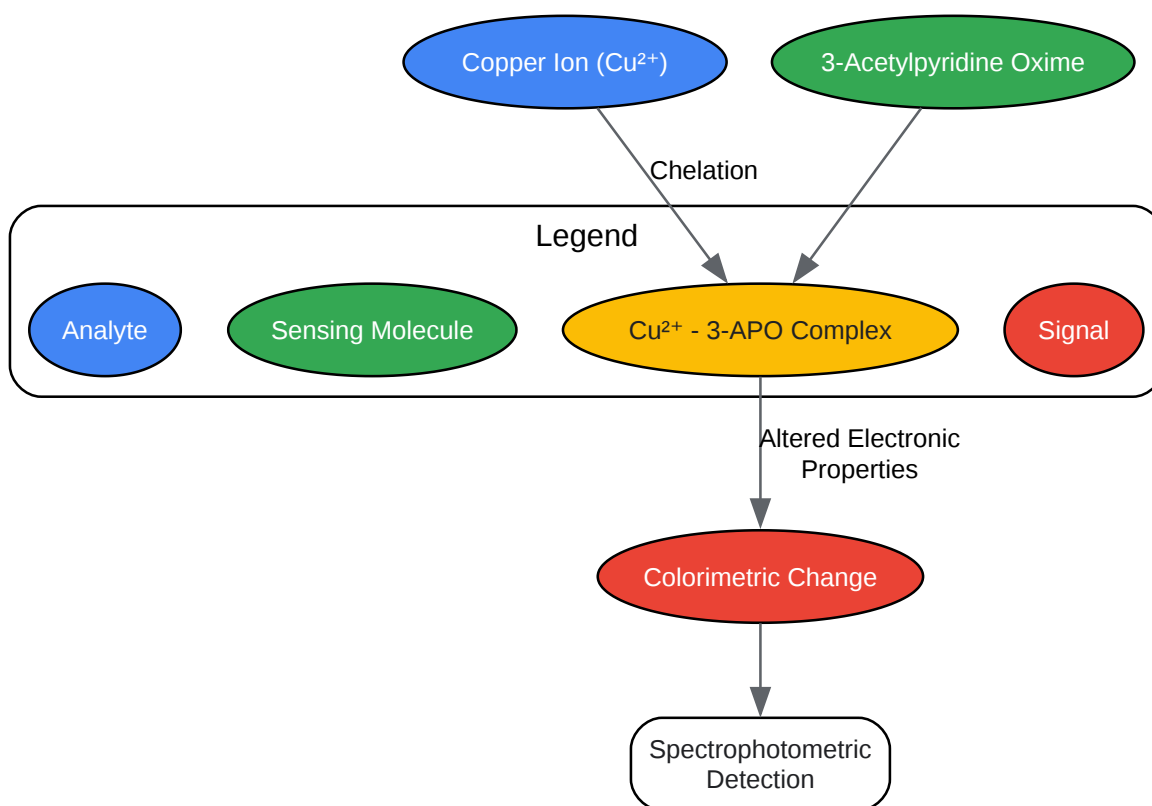 Copper Ion (Cu²⁺)
3-Acetylpyridine Oxime
Chelation
Legend
Analyte
Sensing Molecule
Cu²⁺ - 3-APO Complex
Signal
Altered Electronic
Properties
Colorimetric Change
Spectrophotometric
Detection